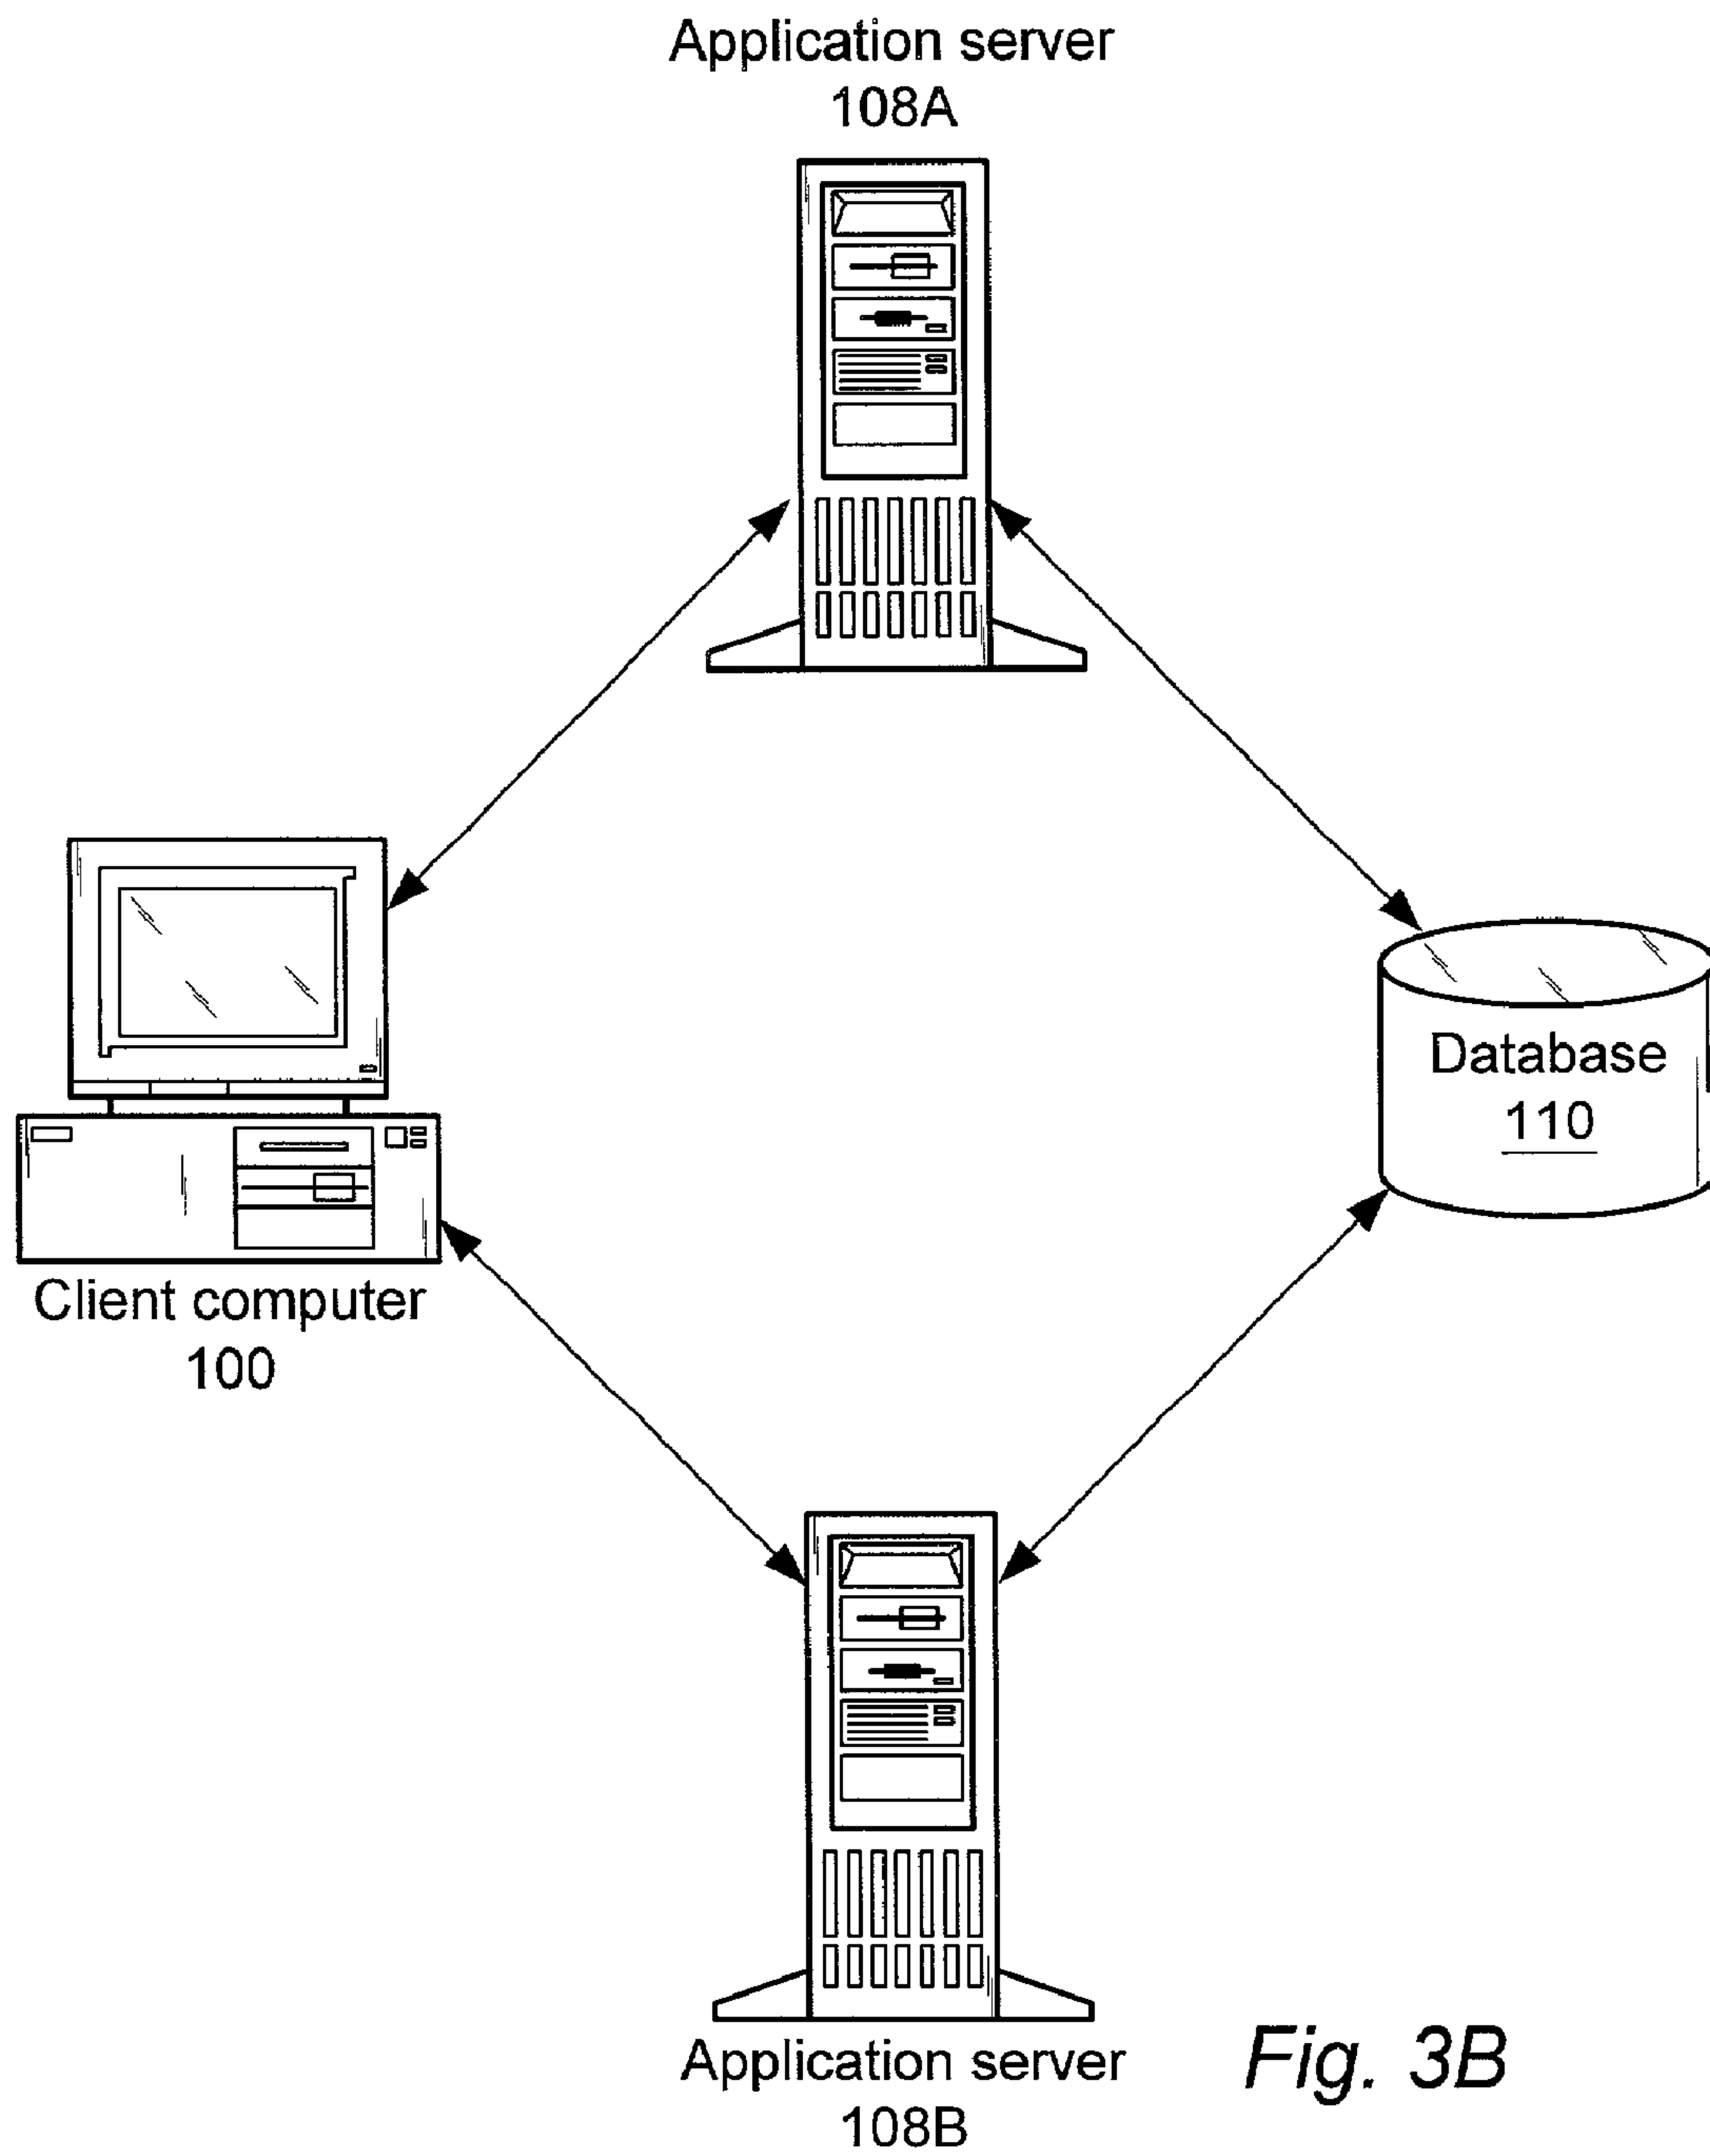 Application server
108A
Database
110
Client computer
100
Application server
108B
Fig. 3B